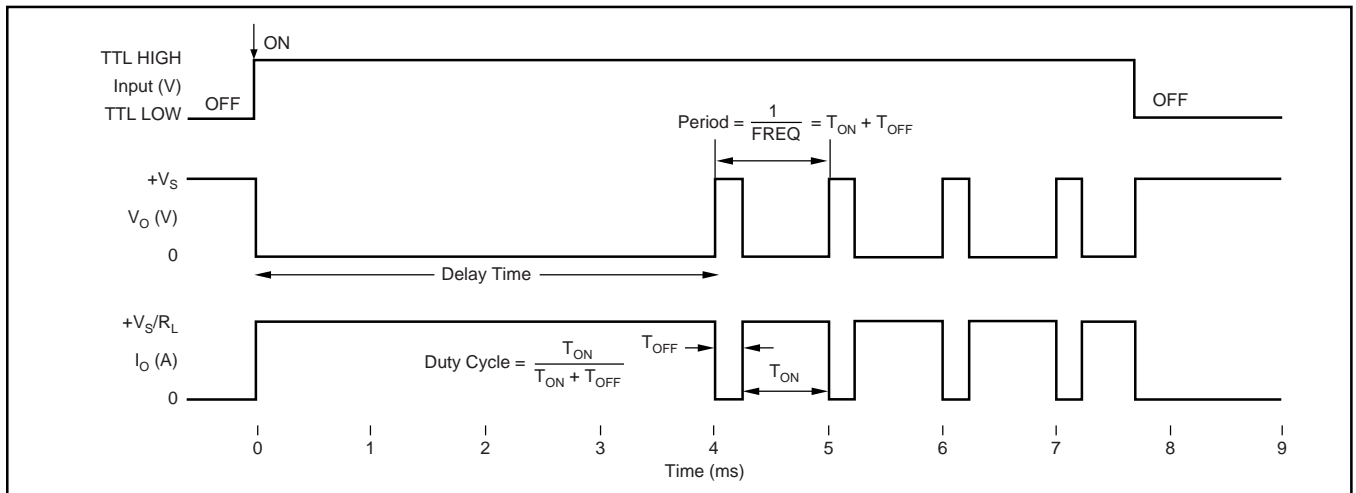 ON
TTL HIGH
Input (V)
TTL LOW
OFF
OFF
Period = 1 / FREQ = T_ON + T_OFF
+V_S
V_O (V)
0
Delay Time
+V_S/R_L
I_O (A)
0
Duty Cycle = T_ON / T_ON + T_OFF
T_OFF
T_ON
0 1 2 3 4 5 6 7 8 9
Time (ms)